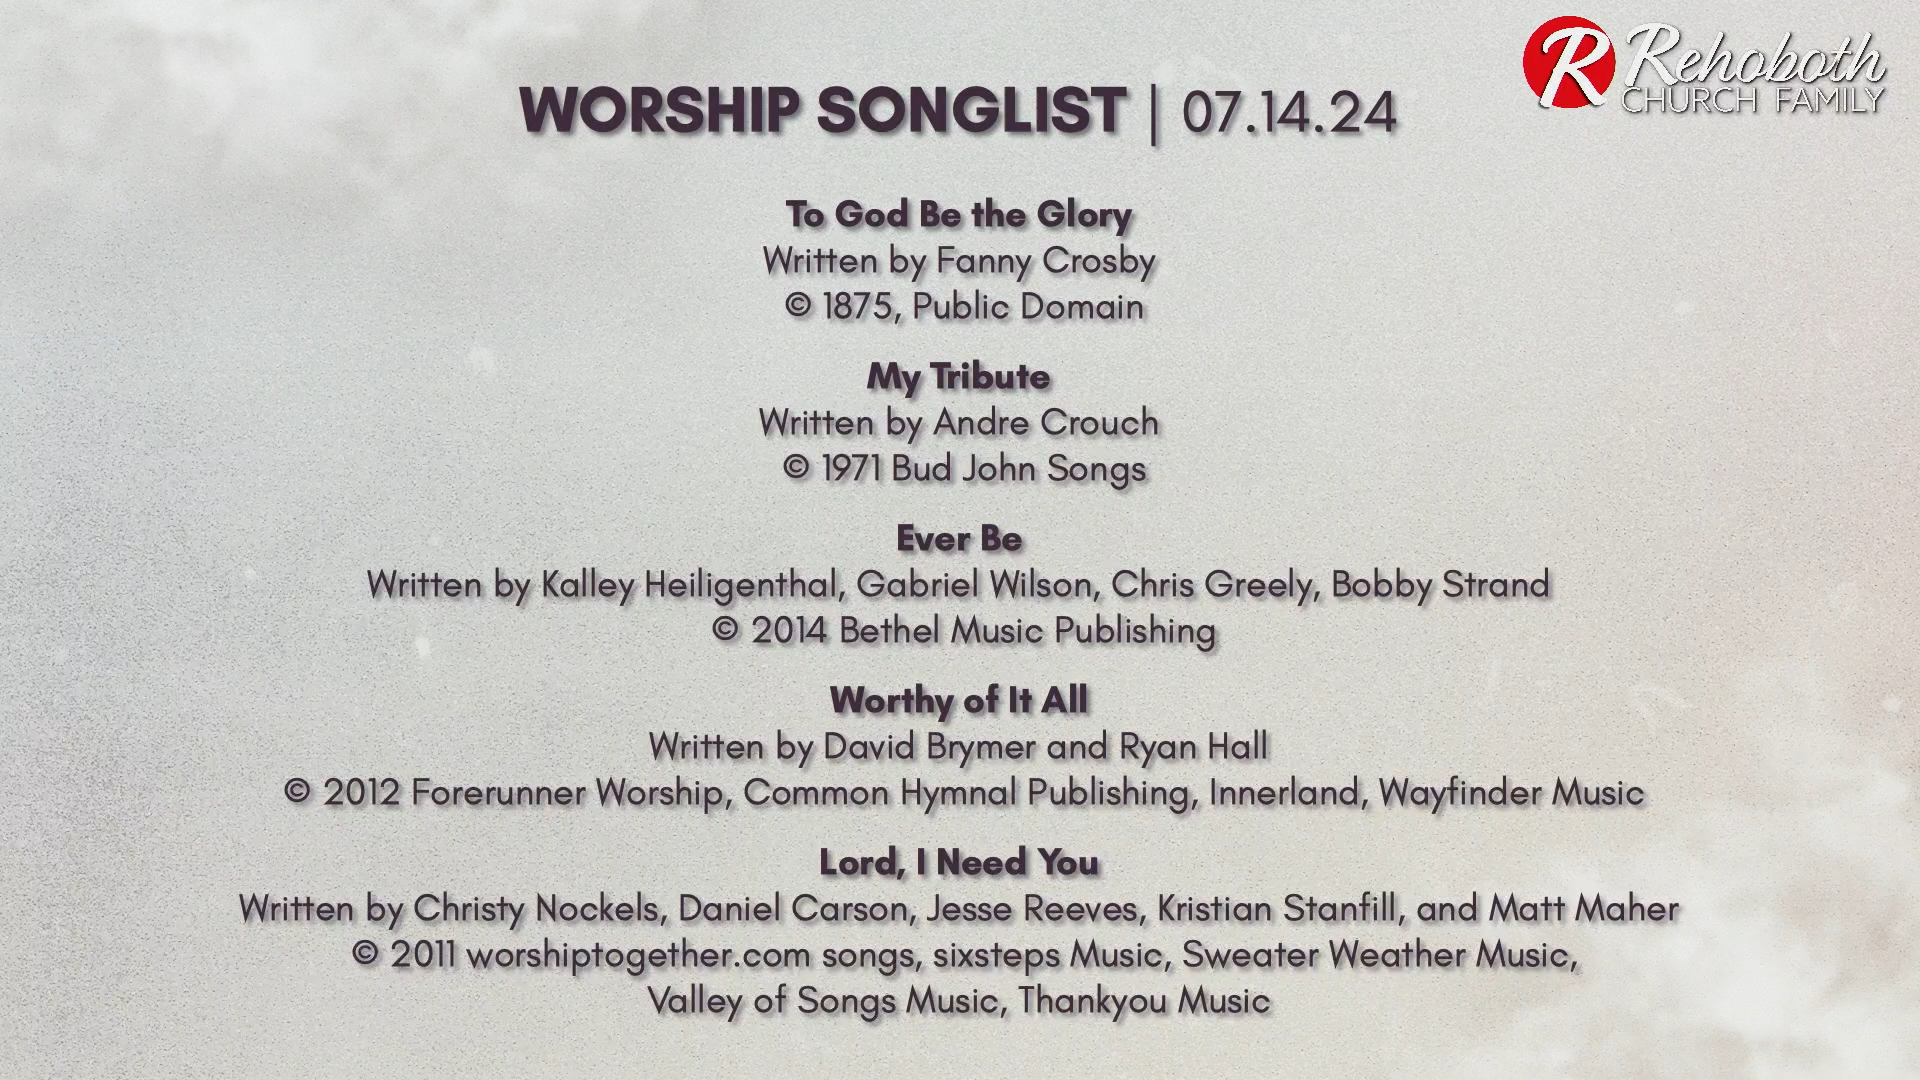 R Rehoboth
CHURCH FAMILY
WORSHIP SONGLIST | 07.14.24
To God Be the Glory
Written by Fanny Crosby
© 1875, Public Domain
My Tribute
Written by Andre Crouch
© 1971 Bud John Songs
Ever Be
Written by Kalley Heiligenthal, Gabriel Wilson, Chris Greely, Bobby Strand
© 2014 Bethel Music Publishing
Worthy of It All
Written by David Brymer and Ryan Hall
© 2012 Forerunner Worship, Common Hymnal Publishing, Innerland, Wayfinder Music
Lord, I Need You
Written by Christy Nockels, Daniel Carson, Jesse Reeves, Kristian Stanfill, and Matt Maher
© 2011 worshiptogether.com songs, sixsteps Music, Sweater Weather Music,
Valley of Songs Music, Thankyou Music